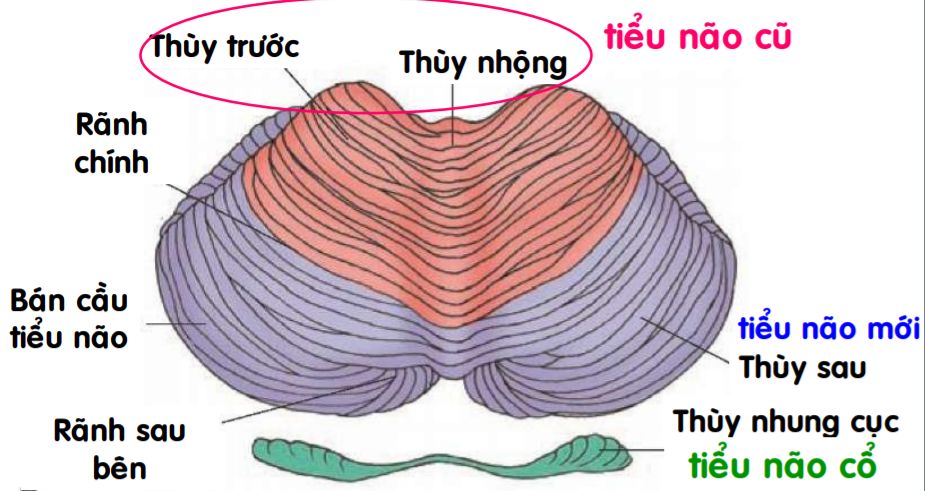 tiểu não cũ
Thùy trước
Thùy nhộng
Rãnh
chính
Bán cầu
tiểu não
tiểu não mới
Thùy sau
Rãnh sau
bên
Thùy nhung cục
tiểu não cổ